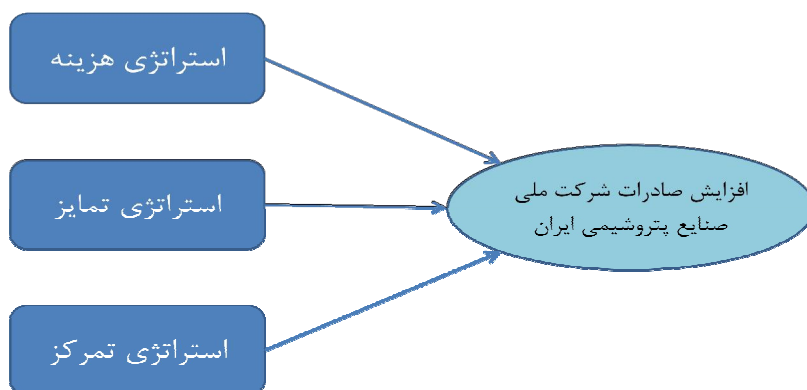 استراتژی هزینه
استراتژی تمایز
استراتژی تمرکز
افزایش صادرات شرکت ملی
صنایع پتروشیمی ایران